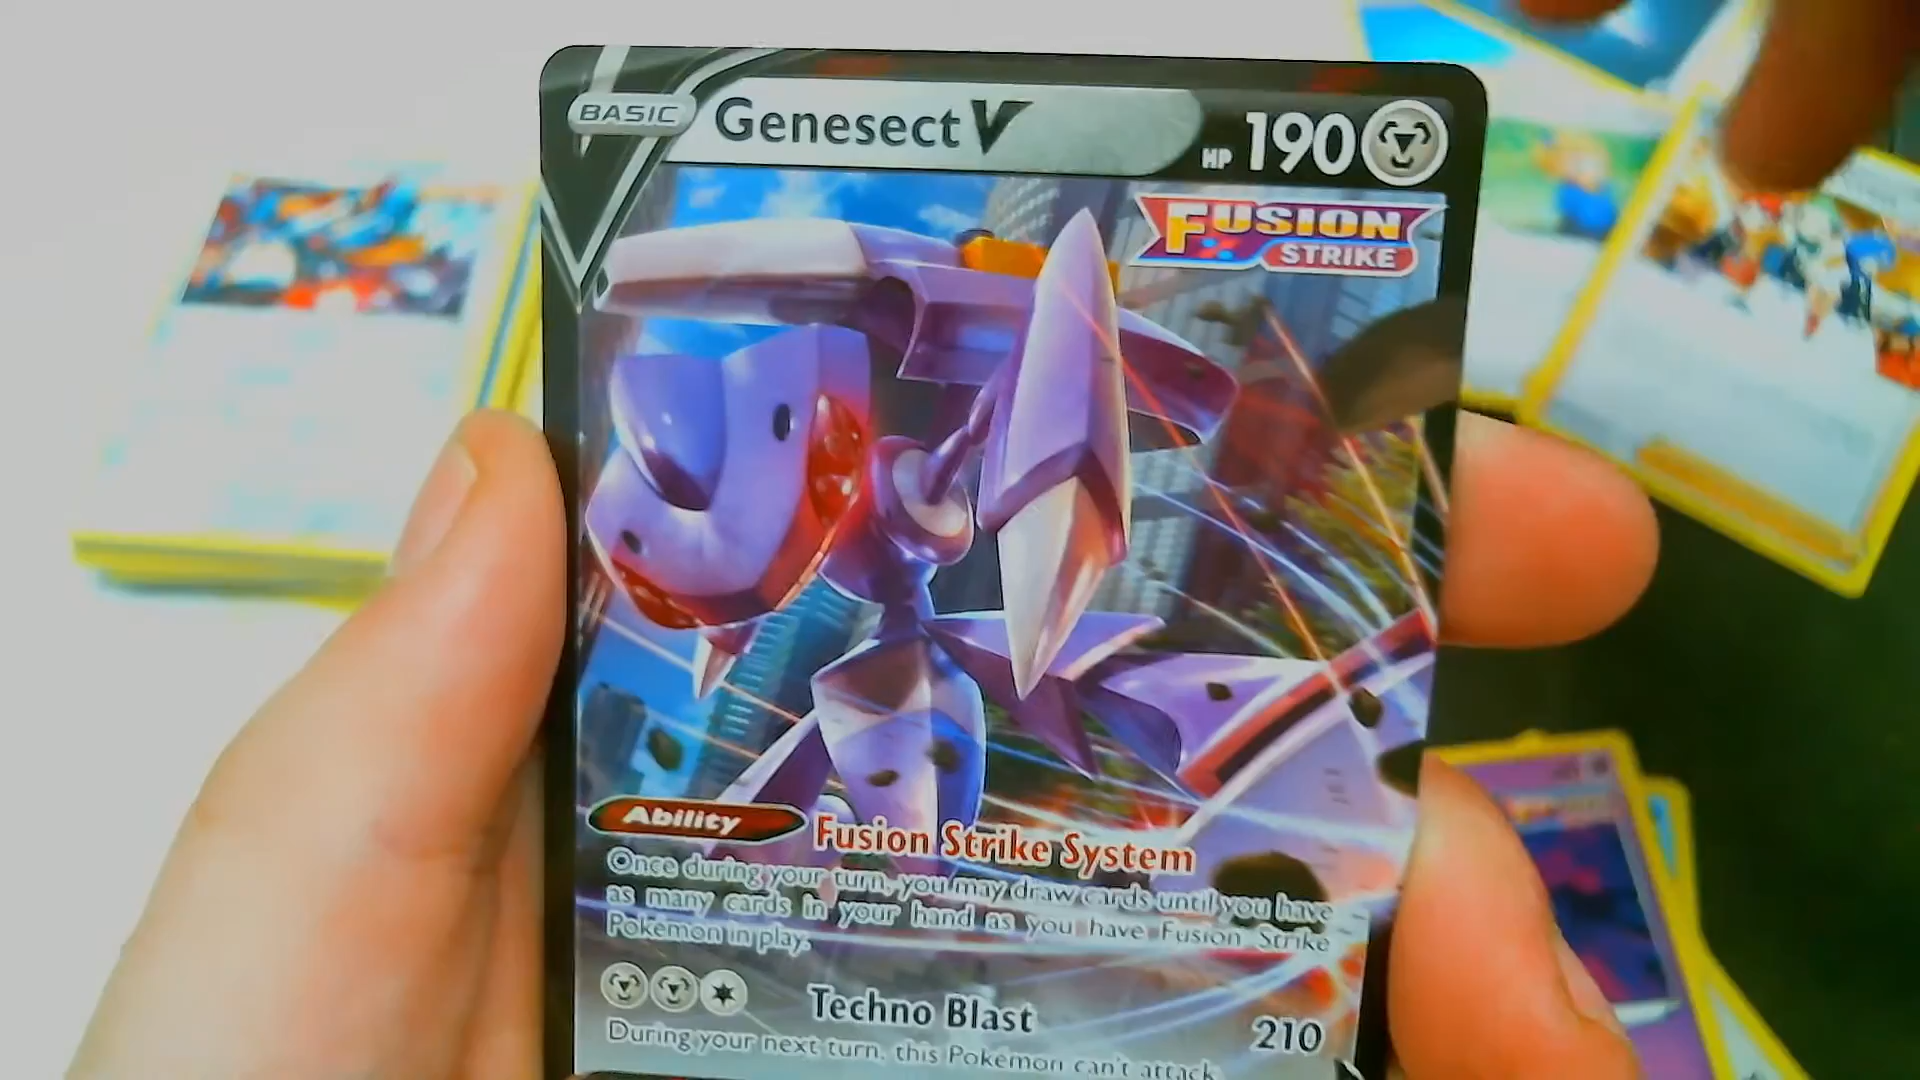 BASIC Genesect V HP 190
FUSION
STRIKE
Ability Fusion Strike System
Once during your turn, you may draw cards until you have
as many cards in your hand as you have Fusion Strike
Pokémon in play.
Techno Blast 210
During your next turn, this Pokémon can't attack.